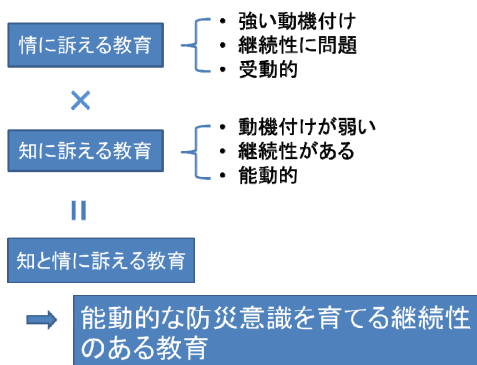 情に訴える教育
・ 強い動機付け
・ 継続性に問題
・ 受動的
×
知に訴える教育
・ 動機付けが弱い
・ 継続性がある
・ 能動的
=
知と情に訴える教育
能動的な防災意識を育てる継続性
のある教育